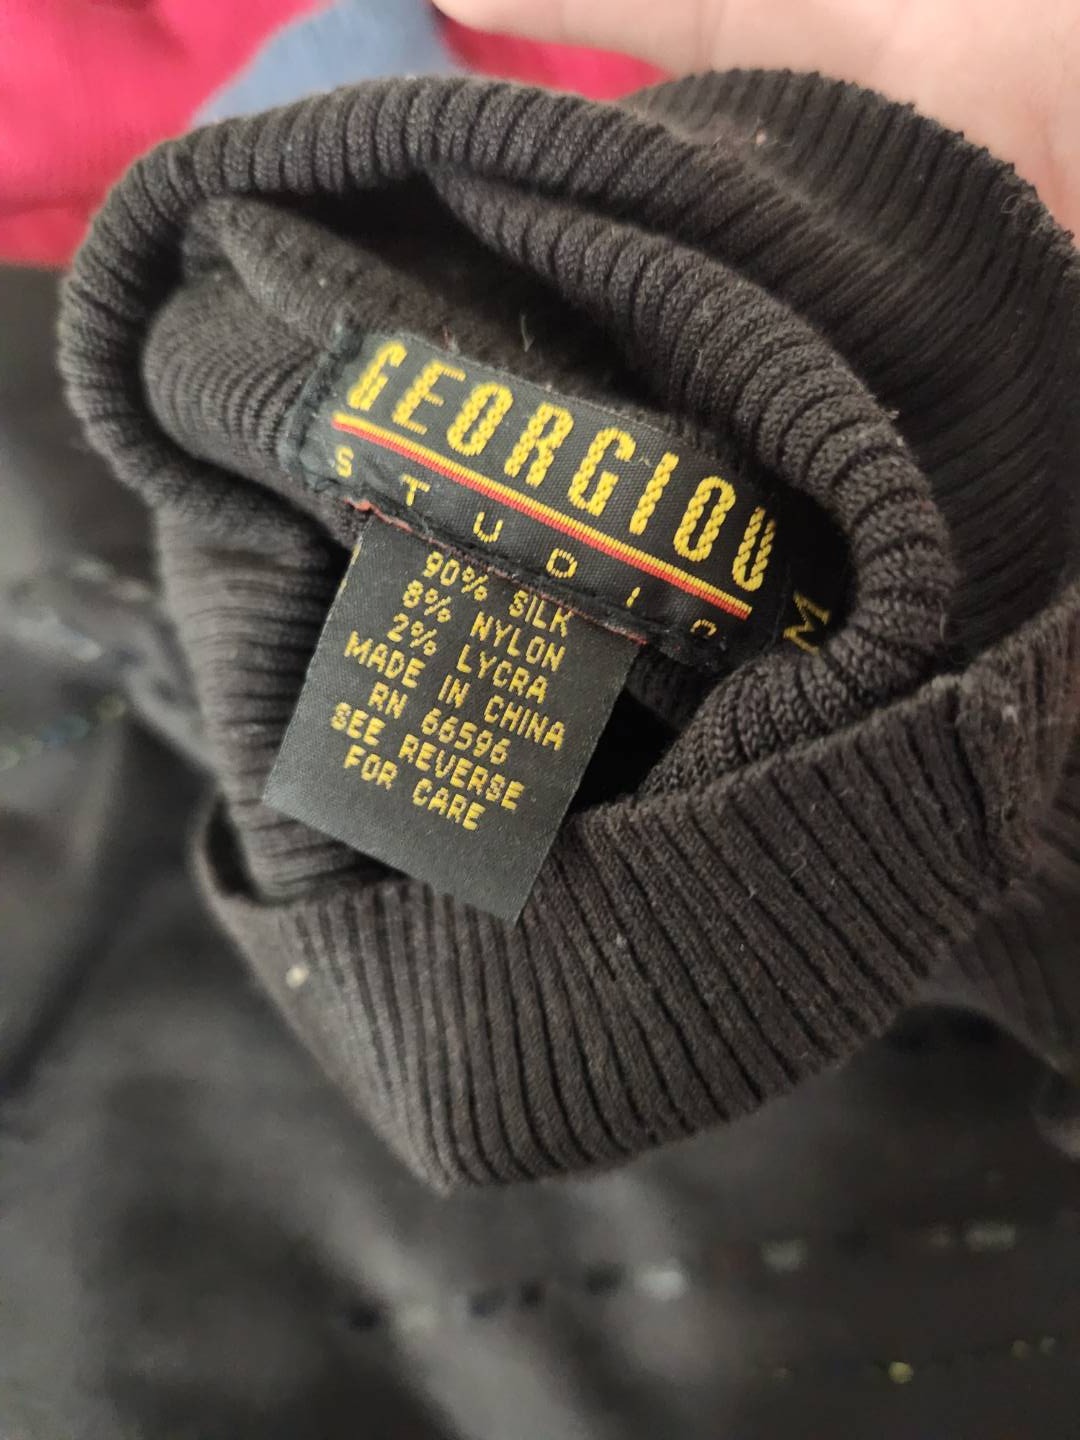 GEORGIOU
STUDIO
M
90% SILK
8% NYLON
2% LYCRA
MADE IN CHINA
RN 66596
SEE REVERSE
FOR CARE